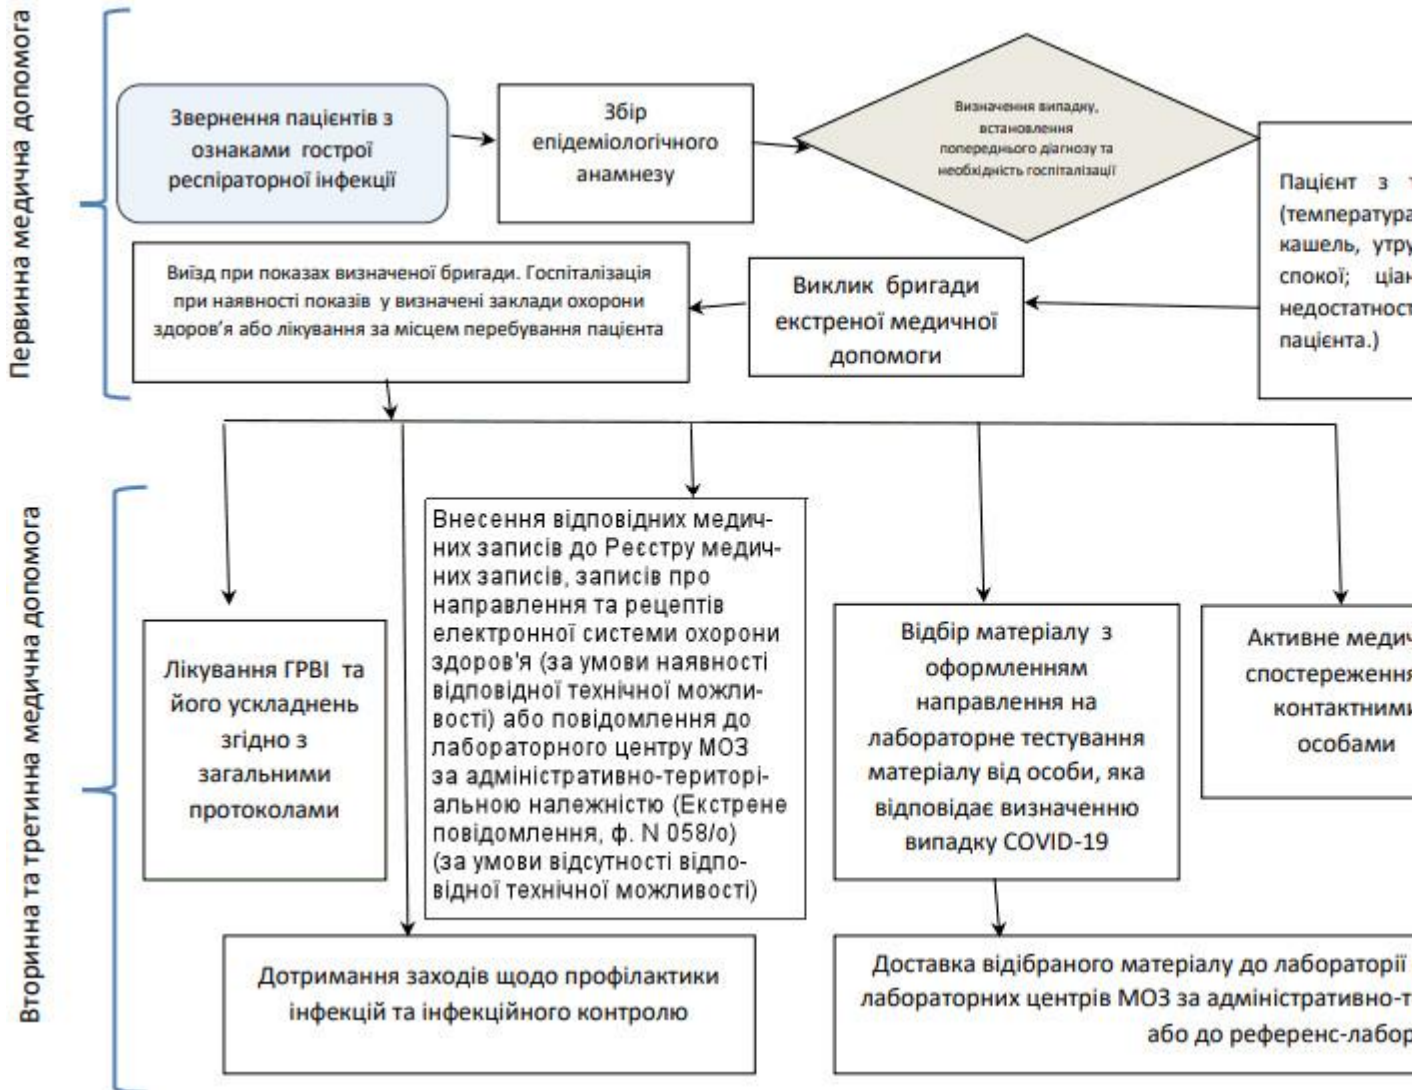 Первинна медична допомога
Звернення пацієнтів з
ознаками гострої
респіраторної інфекції
Збір
епідеміологічного
анамнезу
Визначення випадку,
встановлення
попереднього діагнозу та
необхідність госпіталізації
Пацієнт з
(температура
кашель,
спокої;
пацієнта.)
Виклик бригади
екстреної медичної
допомоги
Виїзд при показах визначеної бригади. Госпіталізація
при наявності показів у визначені заклади охорони
здоров'я або лікування за місцем перебування пацієнта
Вторинна та третинна медична допомога
Лікування ГРВІ та
його ускладнень
згідно з
загальними
протоколами
Внесення відповідних медич-
них записів до Реєстру медич-
них записів, записів про
направлення та рецептів
електронної системи охорони
здоров'я (за умови наявності
відповідної технічної можли-
вості) або повідомлення до
лабораторного центру МОЗ
за адміністративно-територі-
альною належністю (Екстрене
повідомлення, ф. N 058/о)
(за умови відсутності відпо-
відної технічної можливості)
Відбір матеріалу з
оформленням
направлення на
лабораторне тестування
матеріалу від особи, яка
відповідає визначенню
випадку COVID-19
Активне
спостереження
контактними
особами
Дотримання заходів щодо профілактики
інфекцій та інфекційного контролю
Доставка відібраного матеріалу до лабораторії
лабораторних центрів МОЗ за адміністративно-т
або до референс-лабор